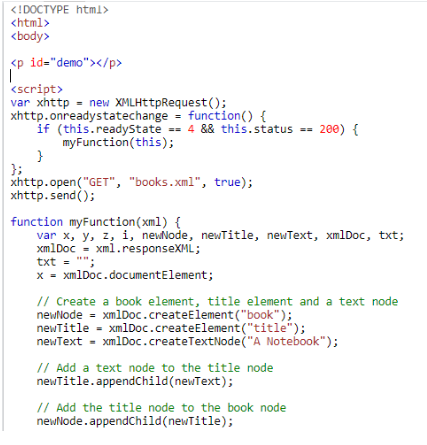 <!DOCTYPE html>
<html>
<body>
<p id="demo"></p>
<script>
var xhttp = new XMLHttpRequest();
xhttp.onreadystatechange = function() {
    if (this.readyState == 4 && this.status == 200) {
        myFunction(this);
    }
};
xhttp.open("GET", "books.xml", true);
xhttp.send();
function myFunction(xml) {
    var x, y, z, i, newNode, newTitle, newText, xmlDoc, txt;
    xmlDoc = xml.responseXML;
    txt = "";
    x = xmlDoc.documentElement;
    // Create a book element, title element and a text node
    newNode = xmlDoc.createElement("book");
    newTitle = xmlDoc.createElement("title");
    newText = xmlDoc.createTextNode("A Notebook");
    // Add a text node to the title node
    newTitle.appendChild(newText);
    // Add the title node to the book node
    newNode.appendChild(newTitle);